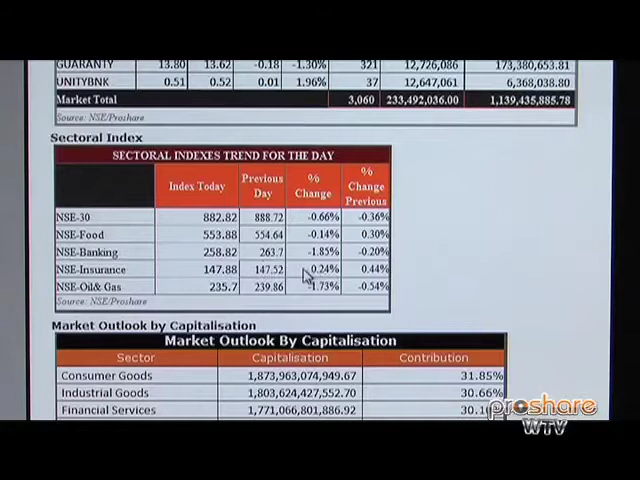 GUARANTY 13.80 13.62 -0.18 -1.30% 321 12,726,086 173,380,653.81
UNITYBNK 0.51 0.52 0.01 1.96% 37 12,647,061 6,368,038.80
Market Total 3,060 233,492,036.00 1,139,435,885.78
Source: NSE/Proshare
Sectoral Index
SECTORAL INDEXES TREND FOR THE DAY
Index Today Previous Day % Change % Change Previous
NSE-30 882.82 888.72 -0.66% -0.36%
NSE-Food 553.88 554.64 -0.14% 0.30%
NSE-Banking 258.82 263.7 -1.85% -0.20%
NSE-Insurance 147.88 147.52 0.24% 0.44%
NSE-Oil& Gas 235.7 239.86 -1.73% -0.54%
Source: NSE/Proshare
Market Outlook by Capitalisation
Market Outlook By Capitalisation
Sector Capitalisation Contribution
Consumer Goods 1,873,963,074,949.67 31.85%
Industrial Goods 1,803,624,427,552.70 30.66%
Financial Services 1,771,066,801,886.92
proshare
WTV